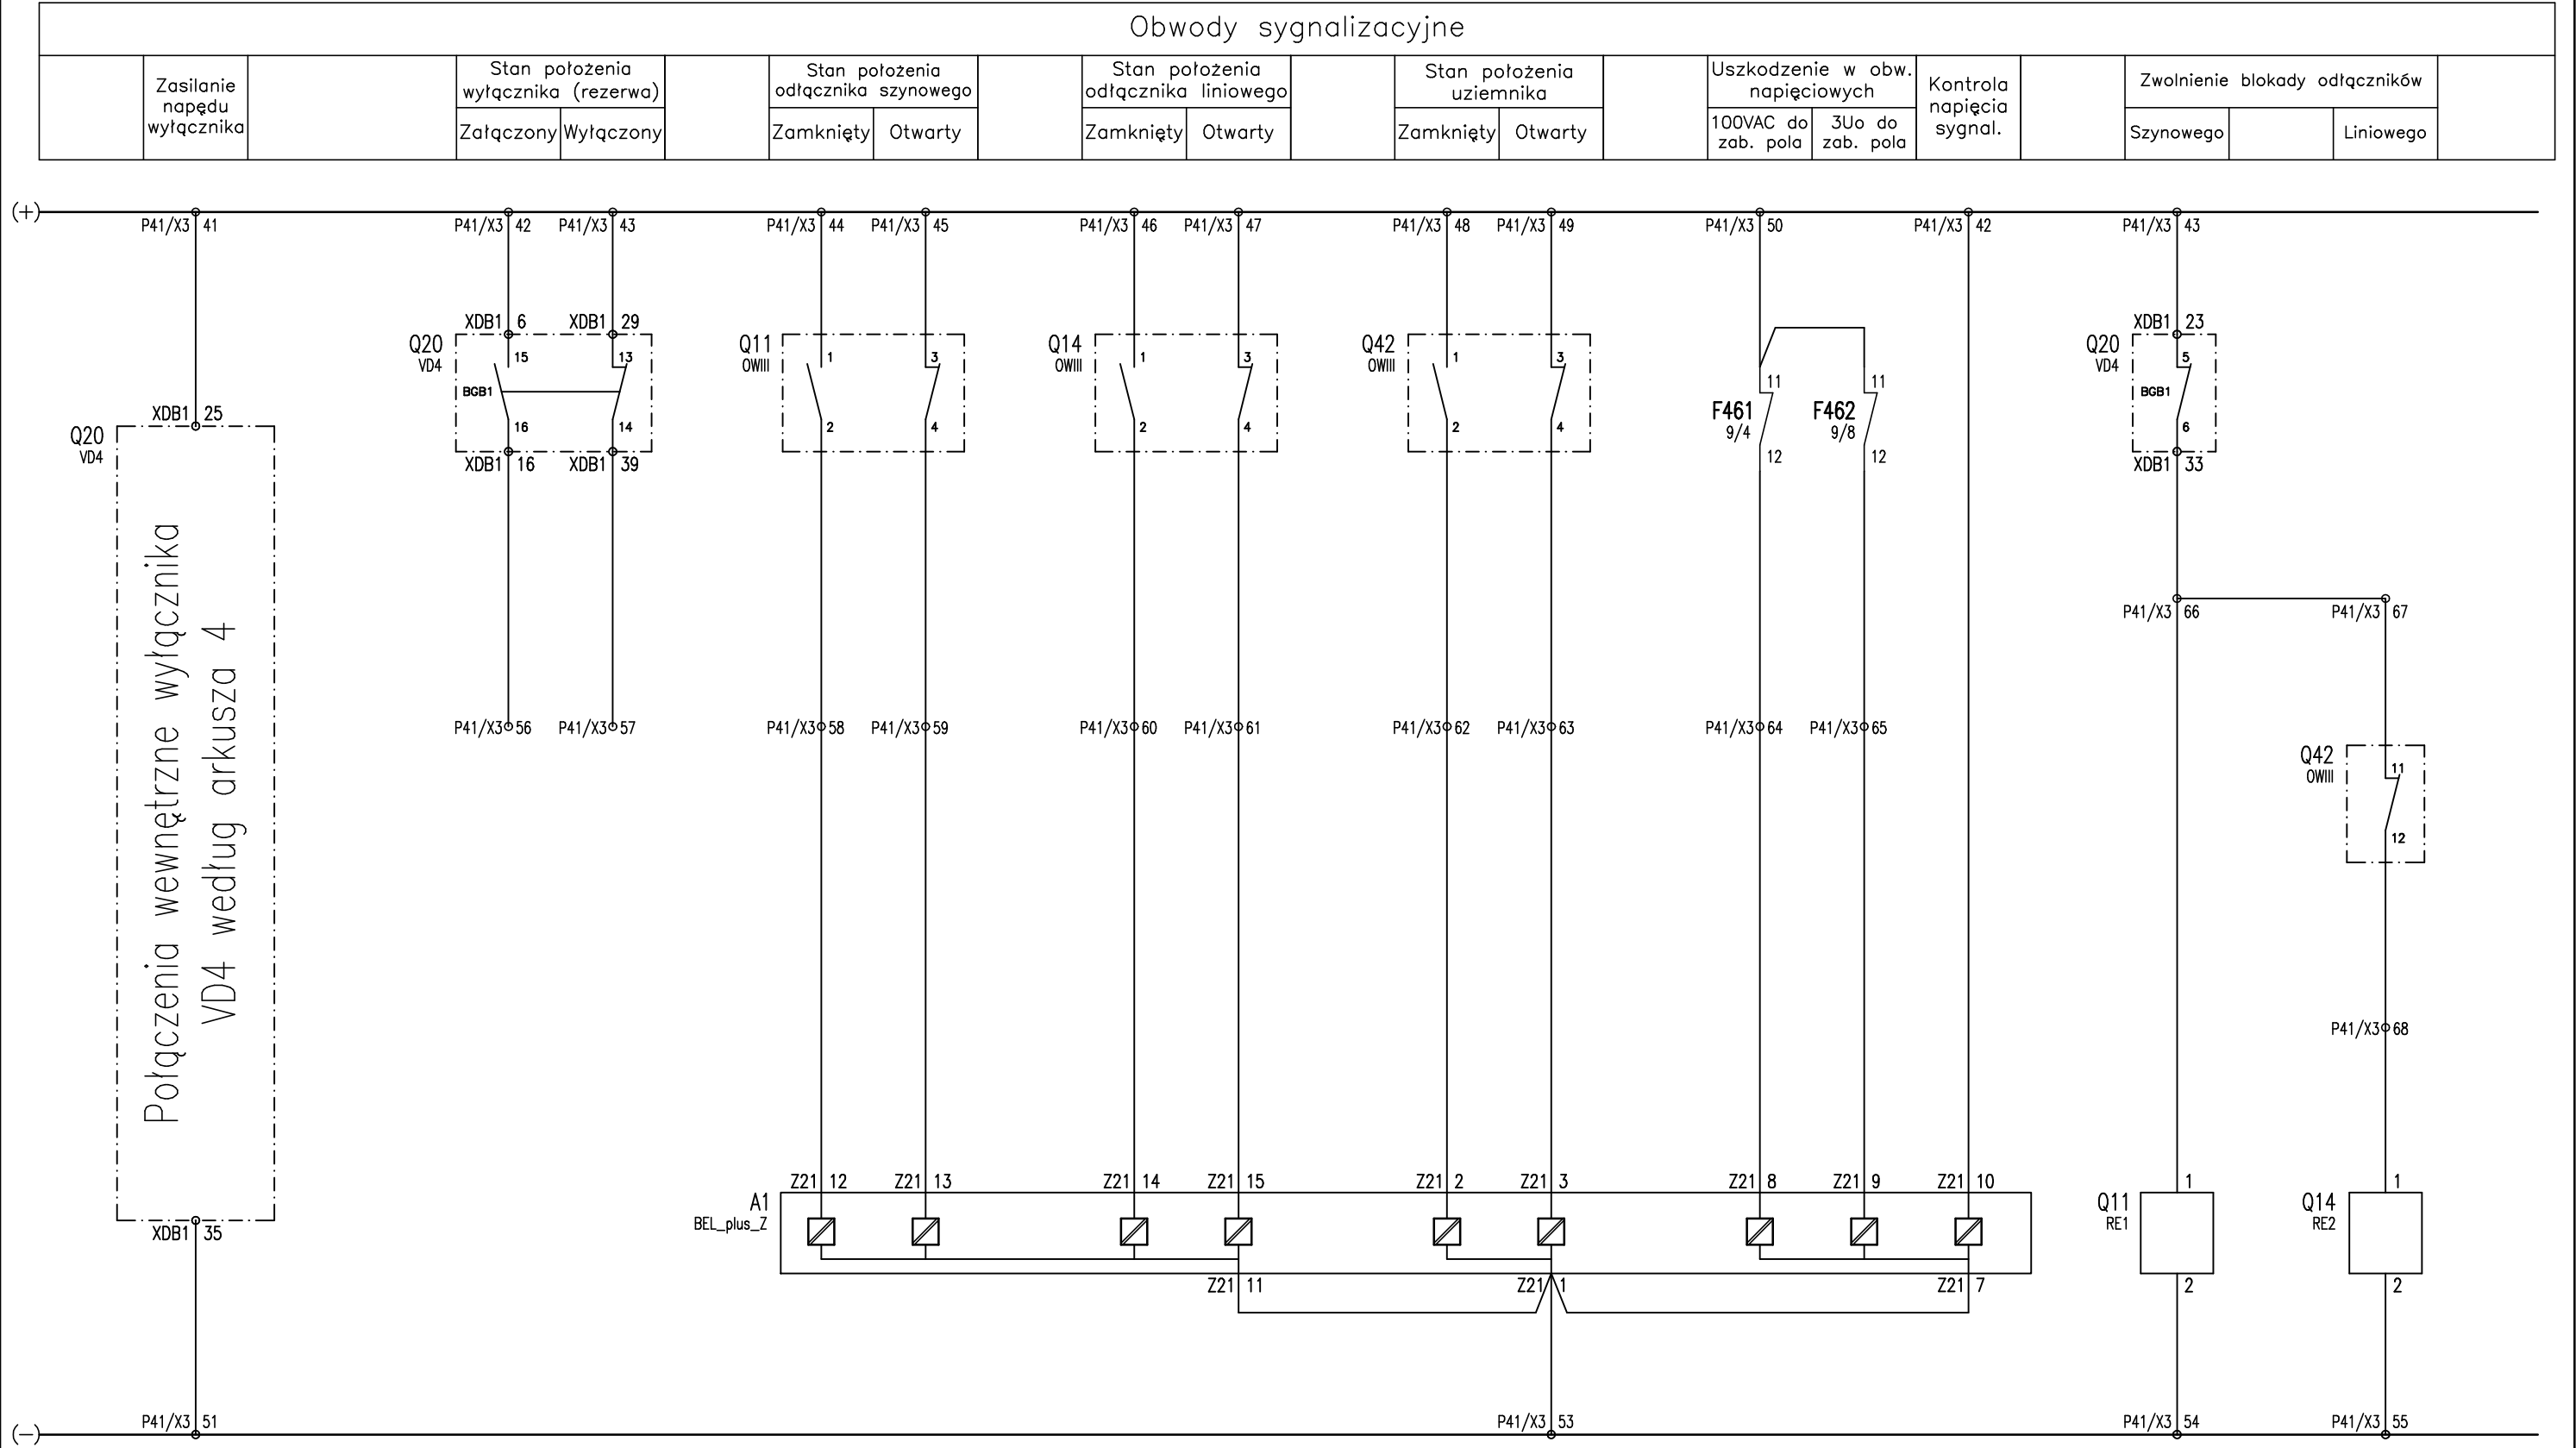 Obwody sygnalizacyjne
Zasilanie
napędu
wyłącznika
Stan położenia
wyłącznika (rezerwa)
Załączony
Wyłączony
Stan położenia
odłącznika szynowego
Zamknięty
Otwarty
Stan położenia
odłącznika liniowego
Zamknięty
Otwarty
Stan położenia
uziemnika
Zamknięty
Otwarty
Uszkodzenie w obw.
napięciowych
100VAC do
zab. pola
3Uo do
zab. pola
Kontrola
napięcia
sygnal.
Zwolnienie blokady odłączników
Szynowego
Liniowego
(+)
P41/X3 41
P41/X3 42
P41/X3 43
P41/X3 44
P41/X3 45
P41/X3 46
P41/X3 47
P41/X3 48
P41/X3 49
P41/X3 50
P41/X3 42
P41/X3 43
XDB1 25
Q20
VD4
Połączenia wewnętrzne wyłącznika
VD4 według arkusza 4
XDB1 35
XDB1 6
XDB1 29
Q20
VD4
15
13
BGB1
16
14
XDB1 16
XDB1 39
Q11
OWIII
1
3
2
4
Q14
OWIII
1
3
2
4
Q42
OWIII
1
3
2
4
11
F461
9/4
12
11
F462
9/8
12
XDB1 23
Q20
VD4
5
BGB1
6
XDB1 33
P41/X3 66
P41/X3 67
P41/X3 56
P41/X3 57
P41/X3 58
P41/X3 59
P41/X3 60
P41/X3 61
P41/X3 62
P41/X3 63
P41/X3 64
P41/X3 65
Q42
OWIII
11
12
P41/X3 68
Z21 12
Z21 13
Z21 14
Z21 15
Z21 2
Z21 3
Z21 8
Z21 9
Z21 10
A1
BEL_plus_Z
Z21 11
Z21 1
Z21 7
1
Q11
RE1
2
1
Q14
RE2
2
P41/X3 51
P41/X3 53
P41/X3 54
P41/X3 55
(−)